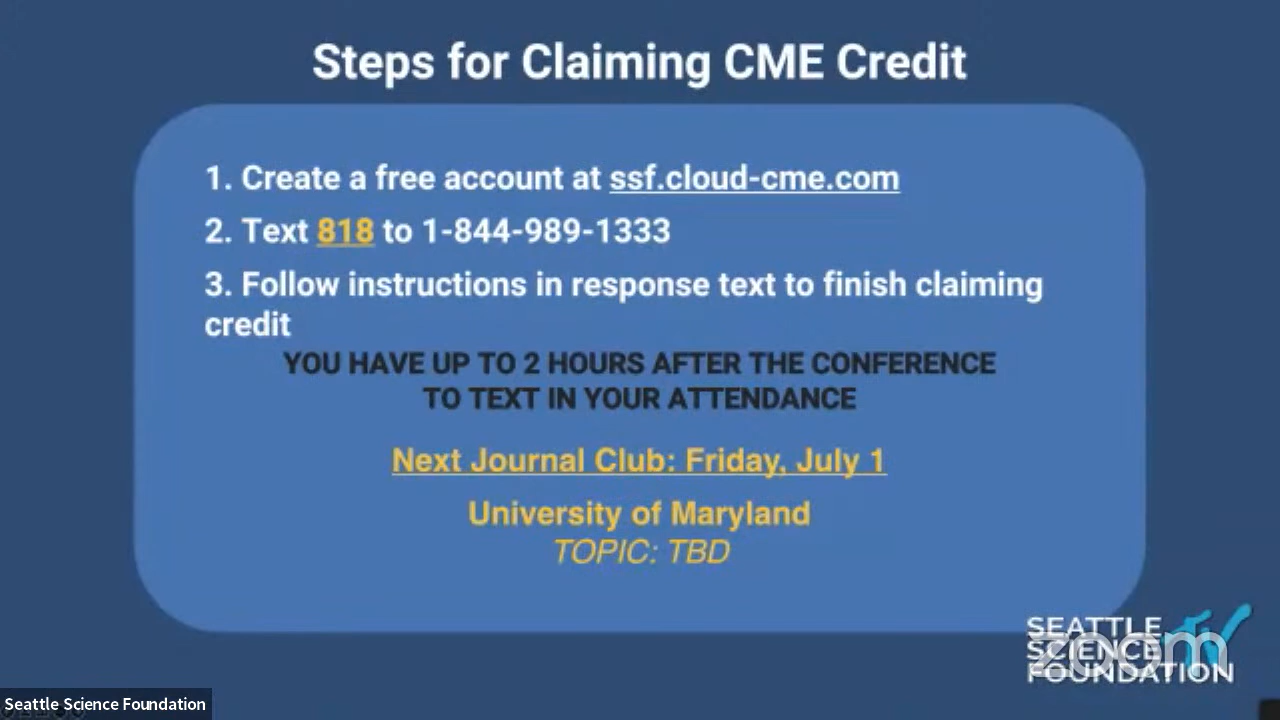 Steps for Claiming CME Credit
1. Create a free account at ssf.cloud-cme.com
2. Text 818 to 1-844-989-1333
3. Follow instructions in response text to finish claiming
credit
YOU HAVE UP TO 2 HOURS AFTER THE CONFERENCE
TO TEXT IN YOUR ATTENDANCE
Next Journal Club: Friday, July 1
University of Maryland
TOPIC: TBD
SEATTLE TV
SCIENCE
FOUNDATION
zoom
Seattle Science Foundation